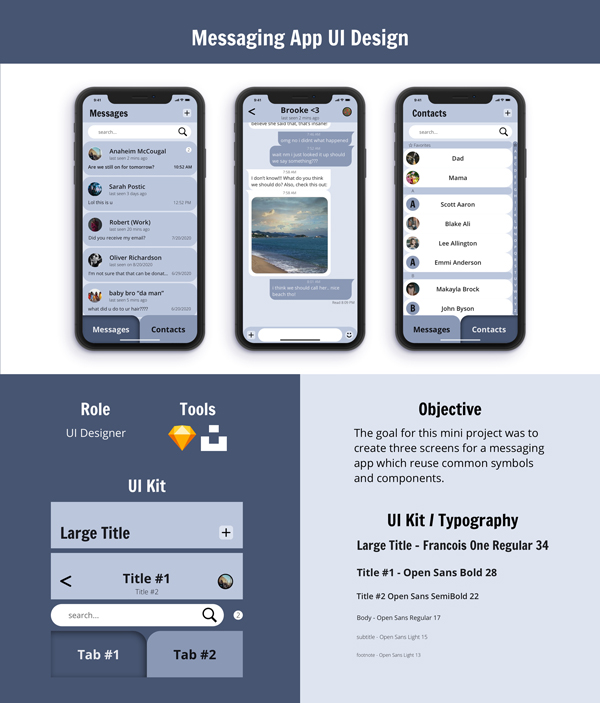 Messaging App UI Design
9:41
Messages
search...
Anaheim McCougal
last seen 2 mins ago
2
Are we still on for tomorrow?
10:52 AM
Sarah Postic
last seen 3 days ago
Lol this is u
12:52 PM
Robert (Work)
last seen 20 mins ago
Did you receive my email?
7/20/2020
Oliver Richardson
last seen on 8/20/2020
I'm not sure that that can be donat...
6/20/2020
baby bro "da man"
last seen 5 mins ago
what did u do to ur hair????
6/20/2020
Messages
Contacts
9:41
Brooke <3
last seen 2 mins ago
believe she said that, that's insane!
omg no i didnt what happened
wait nm i just looked it up should
we say something???
7:58 AM
I don't know!!! What do you think
we should do? Also, check this out:
7:58 AM
i think we should call her.. nice
beach tho!
Read 4:09 PM
9:41
Contacts
search...
Favorites
Dad
Mama
A
A
Scott Aaron
Blake Ali
Lee Allington
A
Emmi Anderson
B
Makayla Brock
B
John Byson
Messages
Contacts
Role
Tools
UI Designer
UI Kit
Large Title
Title #1
Title #2
search...
2
Tab #1
Tab #2
Objective
The goal for this mini project was to
create three screens for a messaging
app which reuse common symbols
and components.
UI Kit / Typography
Large Title - Francois One Regular 34
Title #1 - Open Sans Bold 28
Title #2 Open Sans SemiBold 22
Body - Open Sans Regular 17
subtitle - Open Sans Light 15
footnote - Open Sans Light 13